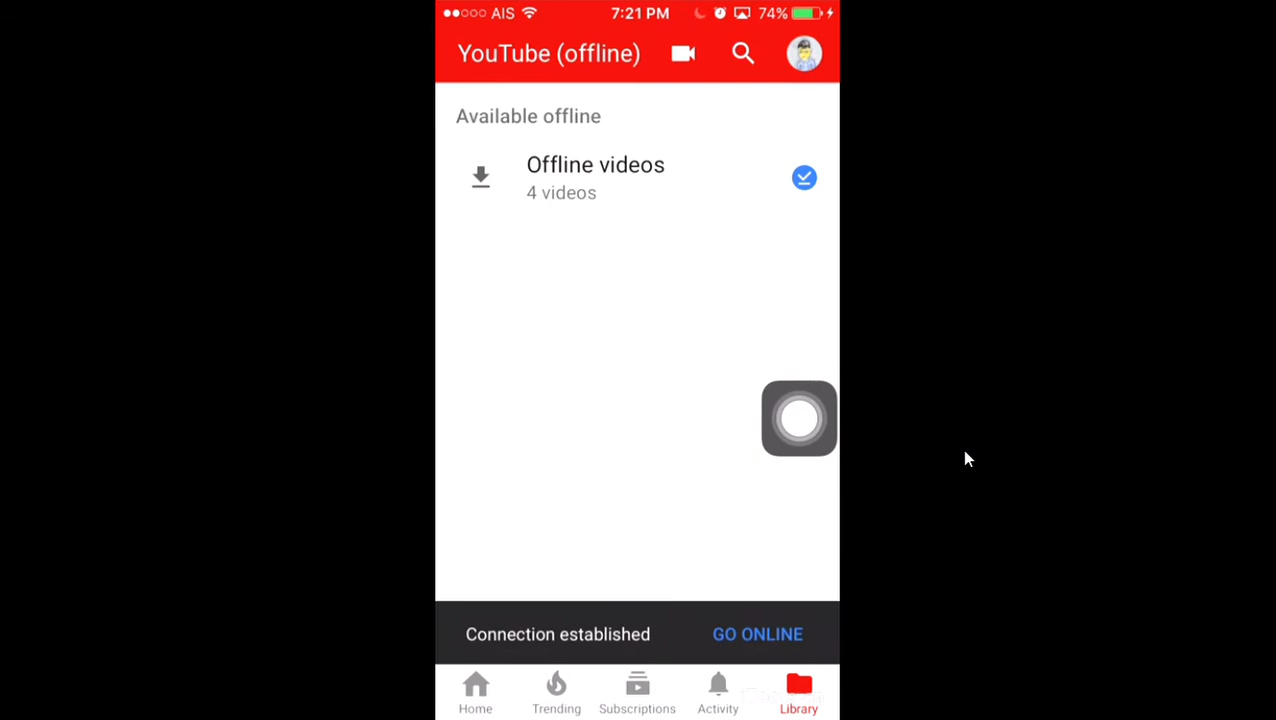 AIS 7:21 PM 74%
YouTube (offline)
Available offline
Offline videos
4 videos
Connection established GO ONLINE
Home Trending Subscriptions Activity Library